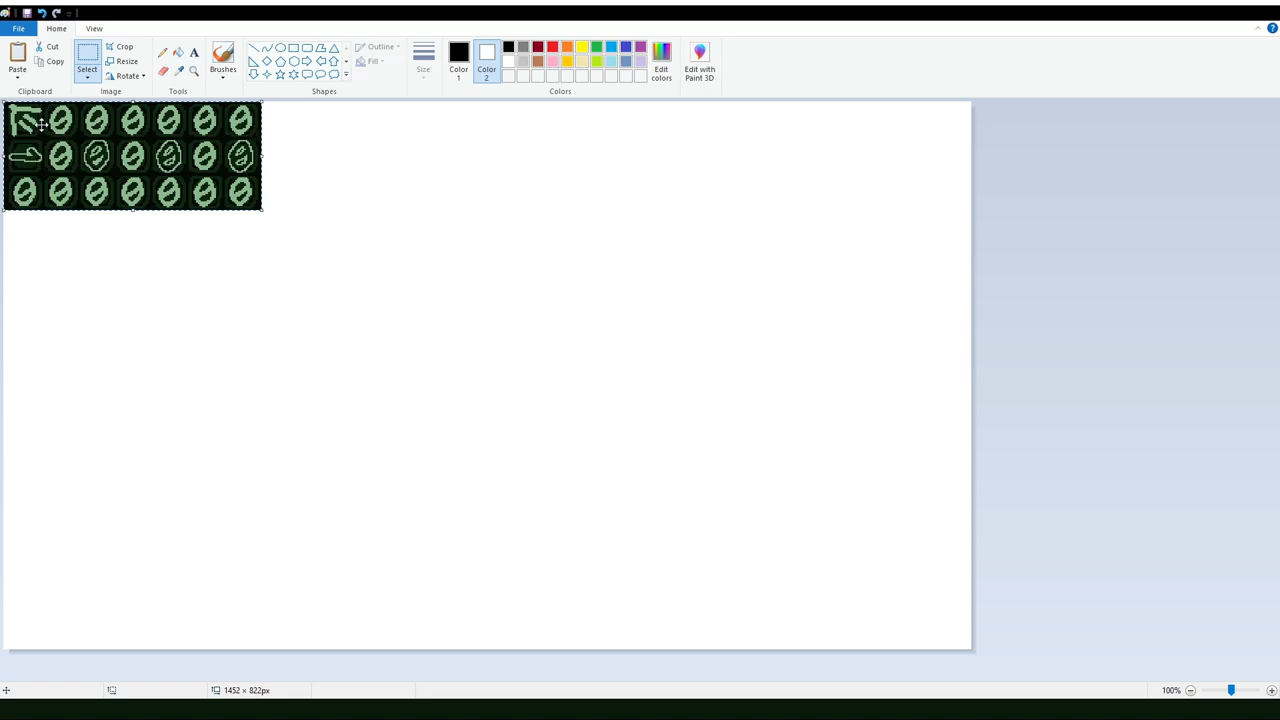 File Home View
Paste
Cut
Copy
Clipboard
Select
Crop
Resize
Rotate
Image
A
Tools
Brushes
Outline
Fill
Shapes
Size
Color 1
Color 2
Edit colors
Colors
Edit with Paint 3D
1452 × 822px
100%